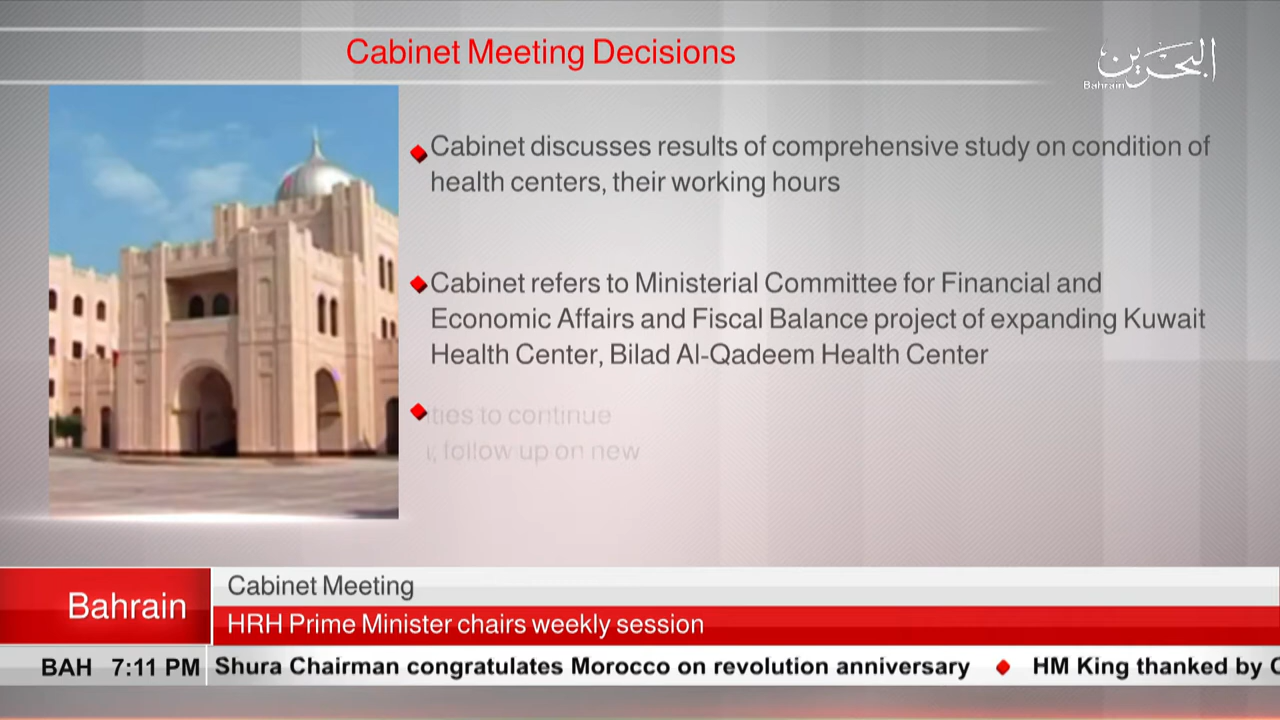 Cabinet Meeting Decisions
البحرين
Bahrain
Cabinet discusses results of comprehensive study on condition of
health centers, their working hours
Cabinet refers to Ministerial Committee for Financial and
Economic Affairs and Fiscal Balance project of expanding Kuwait
Health Center, Bilad Al-Qadeem Health Center
to continue
follow up on new
Bahrain
Cabinet Meeting
HRH Prime Minister chairs weekly session
BAH 7:11 PM Shura Chairman congratulates Morocco on revolution anniversary HM King thanked by